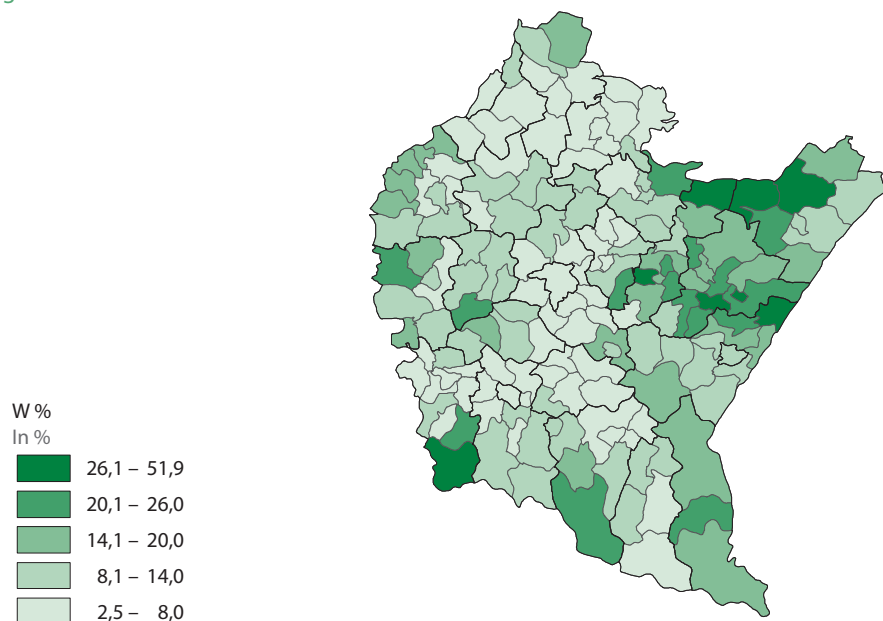 W %
In %
26,1 – 51,9
20,1 – 26,0
14,1 – 20,0
8,1 – 14,0
2,5 – 8,0